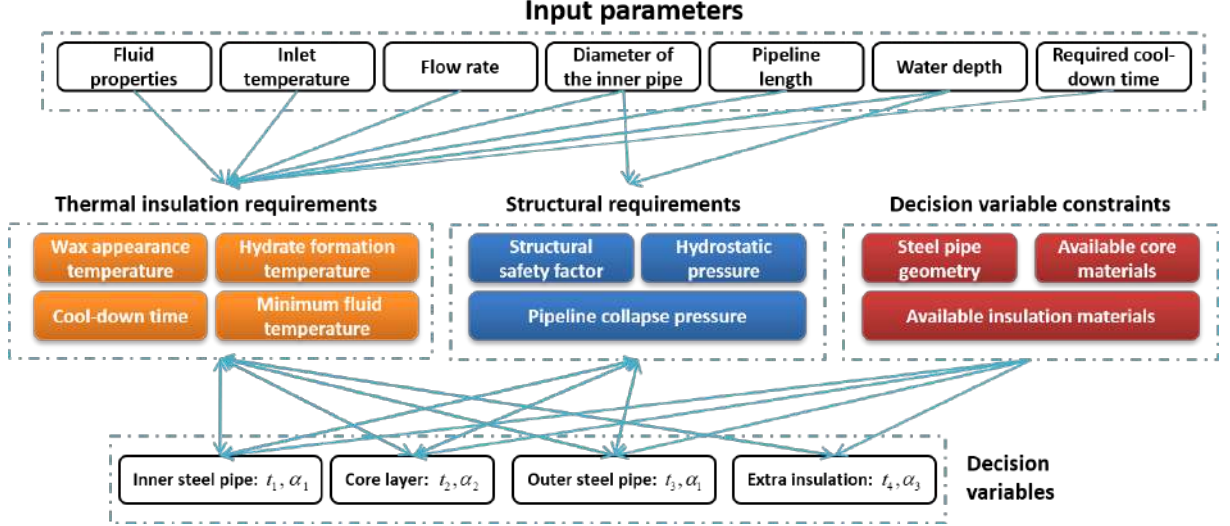 Input parameters
Fluid
properties
Inlet
temperature
Flow rate
Diameter of
the inner pipe
Pipeline
length
Water depth
Required cool-
down time
Thermal insulation requirements
Structural requirements
Decision variable constraints
Wax appearance
temperature
Hydrate formation
temperature
Cool-down time
Minimum fluid
temperature
Structural
safety factor
Hydrostatic
pressure
Pipeline collapse pressure
Steel pipe
geometry
Available core
materials
Available insulation materials
Inner steel pipe: t₁, α₁
Core layer: t₂, α₂
Outer steel pipe: t₃, α₁
Extra insulation: t₄, α₃
Decision
variables